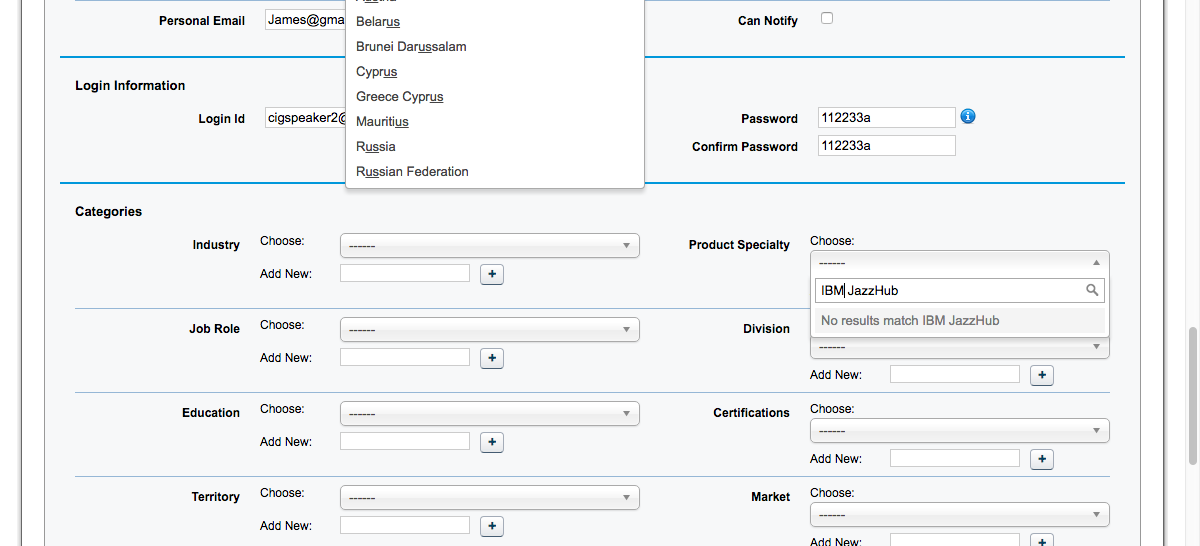 Personal Email James@gma
Can Notify
Belarus
Brunei Darussalam
Cyprus
Greece Cyprus
Mauritius
Russia
Russian Federation
Login Information
Login Id cigspeaker2@
Password 112233a
Confirm Password 112233a
Categories
Industry Choose: ------
Add New: +
Product Specialty Choose:
------
IBM JazzHub
No results match IBM JazzHub
Job Role Choose: ------
Add New: +
Division ------
Add New: +
Education Choose: ------
Add New: +
Certifications Choose:
------
Add New: +
Territory Choose: ------
Add New: +
Market Choose:
------
Add New: +